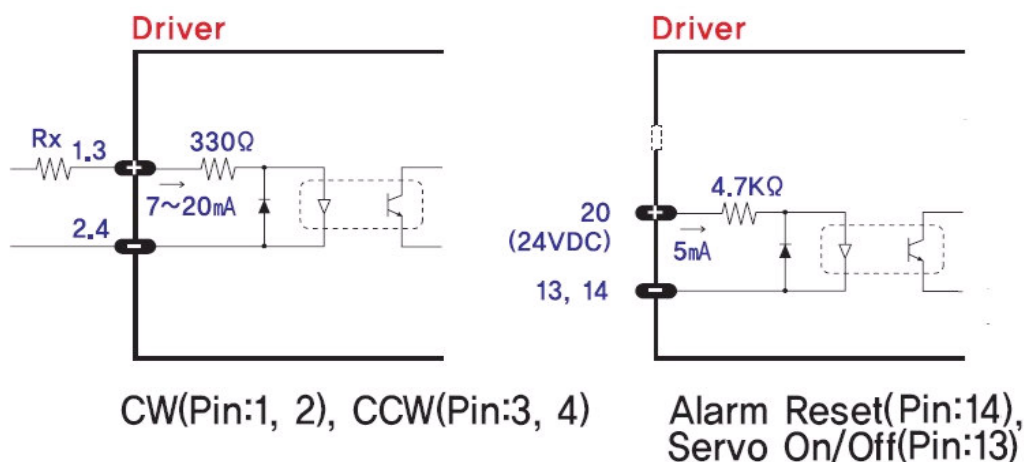 Driver
Rx
1.3
+
330Ω
7~20mA
2.4
-
CW(Pin:1, 2), CCW(Pin:3, 4)
Driver
20
(24VDC)
+
4.7KΩ
5mA
13, 14
-
Alarm Reset(Pin:14),
Servo On/Off(Pin:13)